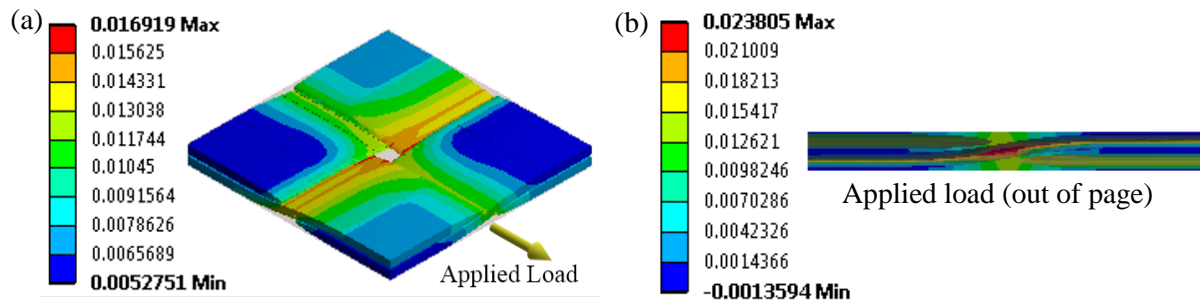 (a)
0.016919 Max
0.015625
0.014331
0.013038
0.011744
0.01045
0.0091564
0.0078626
0.0065689
0.0052751 Min
Applied Load
(b)
0.023805 Max
0.021009
0.018213
0.015417
0.012621
0.0098246
0.0070286
0.0042326
0.0014366
-0.0013594 Min
Applied load (out of page)